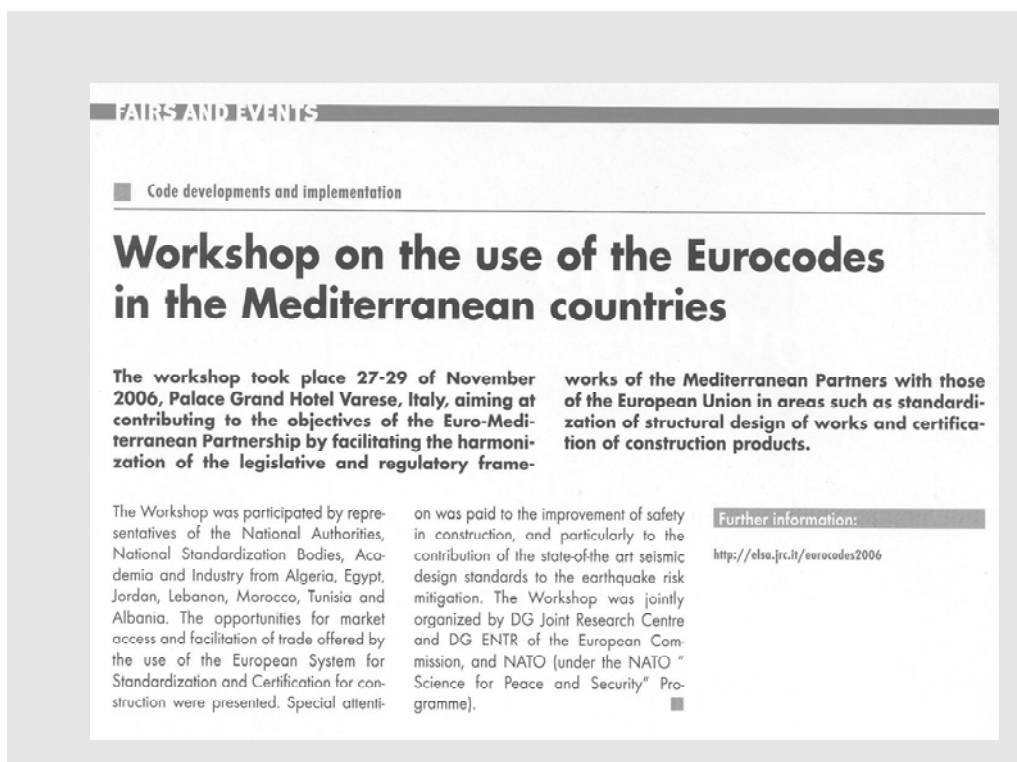 FAIRS AND EVENTS
Code developments and implementation
Workshop on the use of the Eurocodes
in the Mediterranean countries
The workshop took place 27-29 of November
2006, Palace Grand Hotel Varese, Italy, aiming at
contributing to the objectives of the Euro-Medi-
terranean Partnership by facilitating the harmoni-
zation of the legislative and regulatory frame-
works of the Mediterranean Partners with those
of the European Union in areas such as standardi-
zation of structural design of works and certifica-
tion of construction products.
The Workshop was participated by repre-
sentatives of the National Authorities,
National Standardization Bodies, Aca-
demia and Industry from Algeria, Egypt,
Jordan, Lebanon, Morocco, Tunisia and
Albania. The opportunities for market
access and facilitation of trade offered by
the use of the European System for
Standardization and Certification for con-
struction were presented. Special attenti-
on was paid to the improvement of safety
in construction, and particularly to the
contribution of the state-of-the art seismic
design standards to the earthquake risk
mitigation. The Workshop was jointly
organized by DG Joint Research Centre
and DG ENTR of the European Com-
mission, and NATO (under the NATO "
Science for Peace and Security" Pro-
gramme).
Further information:
http://elsa.jrc.it/eurocodes2006